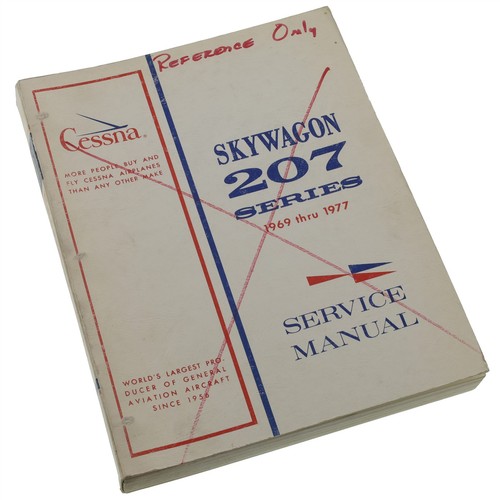 REFERENCE Only
Cessna®
MORE PEOPLE BUY AND
FLY CESSNA AIRPLANES
THAN ANY OTHER MAKE
SKYWAGON
207
SERIES
1969 thru 1977
SERVICE
MANUAL
WORLD'S LARGEST PRO-
DUCER OF GENERAL
AVIATION AIRCRAFT
SINCE 1956